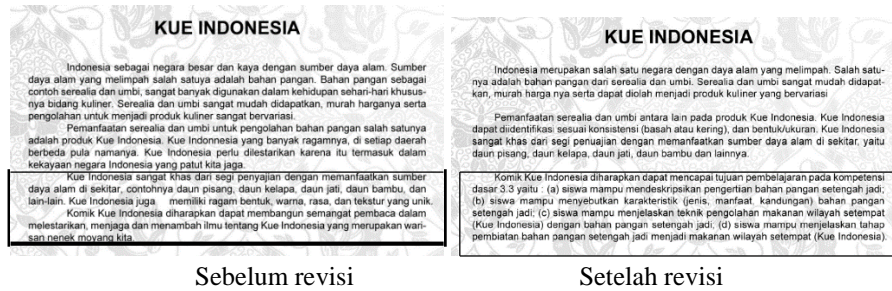 KUE INDONESIA
Indonesia sebagai negara besar dan kaya dengan sumber daya alam. Sumber
daya alam yang melimpah salah satuya adalah bahan pangan. Bahan pangan sebagai
contoh serealia dan umbi, sangat banyak digunakan dalam kehidupan sehari-hari khusus-
nya bidang kuliner. Serealia dan umbi sangat mudah didapatkan, murah harganya serta
pengolahan untuk menjadi produk kuliner sangat bervariasi.
Pemanfaatan serealia dan umbi untuk pengolahan bahan pangan salah satunya
adalah produk Kue Indonesia. Kue Indonnesia yang banyak ragamnya, di setiap daerah
berbeda pula namanya. Kue Indonesia perlu dilestarikan karena itu termasuk dalam
kekayaan negara Indonesia yang patut kita jaga.
Kue Indonesia sangat khas dari segi penyajian dengan memanfaatkan sumber
daya alam di sekitar, contohnya daun pisang, daun kelapa, daun jati, daun bambu, dan
lain-lain. Kue Indonesia juga memiliki ragam bentuk, warna, rasa, dan tekstur yang unik.
Komik Kue Indonesia diharapkan dapat membangun semangat pembaca dalam
melestarikan, menjaga dan menambah ilmu tentang Kue Indonesia yang merupakan wari-
san nenek moyang kita.
Sebelum revisi
KUE INDONESIA
Indonesia merupakan salah satu negara dengan daya alam yang melimpah. Salah satu-
nya adalah bahan pangan dari serealia dan umbi. Serealia dan umbi sangat mudah didapat-
kan, murah harga nya serta dapat diolah menjadi produk kuliner yang bervariasi
Pemanfaatan serealia dan umbi antara lain pada produk Kue Indonesia. Kue Indonesia
dapat diidentifikasi sesuai konsistensi (basah atau kering), dan bentuk/ukuran. Kue Indonesia
sangat khas dari segi penuajian dengan memanfaatkan sumber daya alam di sekitar, yaitu
daun pisang, daun kelapa, daun jati, daun bambu dan lainnya.
Komik Kue Indonesia diharapkan dapat mencapai tujuan pembelajaran pada kompetensi
dasar 3.3 yaitu : (a) siswa mampu mendeskripsikan pengertian bahan pangan setengah jadi;
(b) siswa mampu menyebutkan karakteristik (jenis, manfaat, kandungan) bahan pangan
setengah jadi; (c) siswa mampu menjelaskan teknik pengolahan makanan wilayah setempat
(Kue Indonesia) dengan bahan pangan setengah jadi, (d) siswa mampu menjelaskan tahap
pembiatan bahan pangan setengah jadi menjadi makanan wilayah setempat (Kue Indonesia).
Setelah revisi